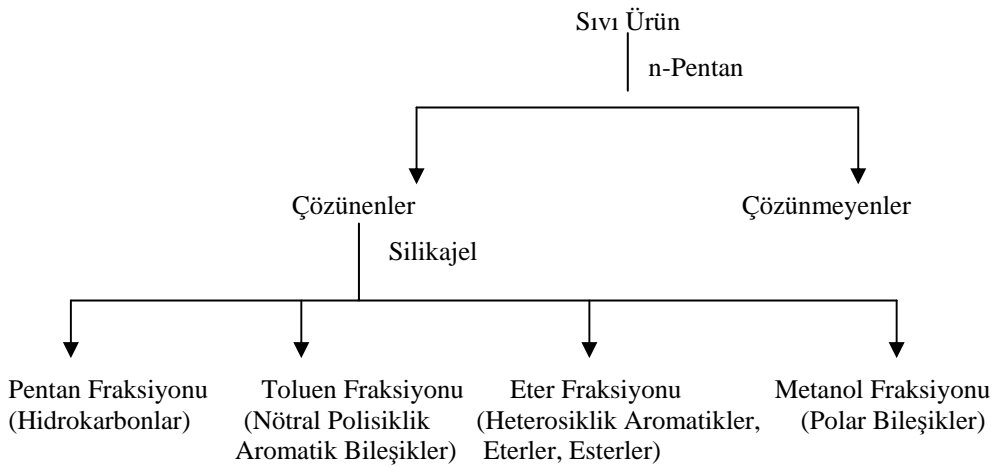 Sıvı Ürün
n-Pentan
Çözünenler
Çözünmeyenler
Silikajel
Pentan Fraksiyonu
(Hidrokarbonlar)
Toluen Fraksiyonu
(Nötral Polisiklik
Aromatik Bileşikler)
Eter Fraksiyonu
(Heterosiklik Aromatikler,
Eterler, Esterler)
Metanol Fraksiyonu
(Polar Bileşikler)